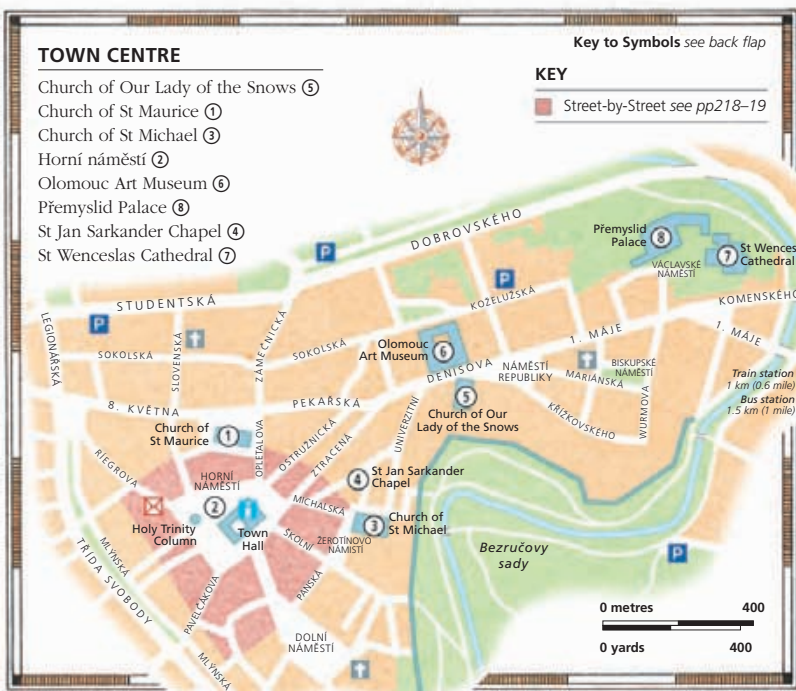 TOWN CENTRE
Church of Our Lady of the Snows ⑤
Church of St Maurice ①
Church of St Michael ③
Horní náměstí ②
Olomouc Art Museum ⑥
Přemyslid Palace ⑧
St Jan Sarkander Chapel ④
St Wenceslas Cathedral ⑦
Key to Symbols see back flap
KEY
Street-by-Street see pp218–19
DOBROVSKÉHO
Přemyslid
Palace
⑧
⑦
St Wences
Cathedral
VÁCLAVSKÉ
NÁMĚSTÍ
P
P
P
STUDENTSKÁ
KOŽELUŽSKÁ
KOMENSKÉHO
LEGIONÁŘSKÁ
SOKOLSKÁ
SLOVENSKÁ
ZÁMEČNICKÁ
SOKOLSKÁ
Olomouc
Art Museum
⑥
1. MÁJE
1. MÁJE
DENISOVA
NÁMĚSTÍ
REPUBLIKY
MARIÁNSKÁ
BISKUPSKÉ
NÁMĚSTÍ
WURMOVA
Train station
1 km (0.6 mile)
Bus station
1.5 km (1 mile)
8. KVĚTNA
PEKAŘSKÁ
⑤
Church of Our
Lady of the Snows
KŘÍŽKOVSKÉHO
UNIVERZITNÍ
Church of
St Maurice
①
OPLETALOVA
OSTRUŽNICKÁ
ZTRACENÁ
RIEGROVA
HORNÍ
NÁMĚSTÍ
②
④
St Jan Sarkander
Chapel
MICHALSKÁ
③
Church of
St Michael
Holy Trinity
Column
Town
Hall
ŠKOLNÍ
ŽEROTÍNOVO
NÁMISTÍ
MLÝNSKÁ
TŘÍDA SVOBODY
PAVELČÁKOVA
PANSKÁ
Bezručovy
sady
P
DOLNÍ
NÁMĚSTÍ
MLÝNSKÁ
0 metres 400
0 yards 400